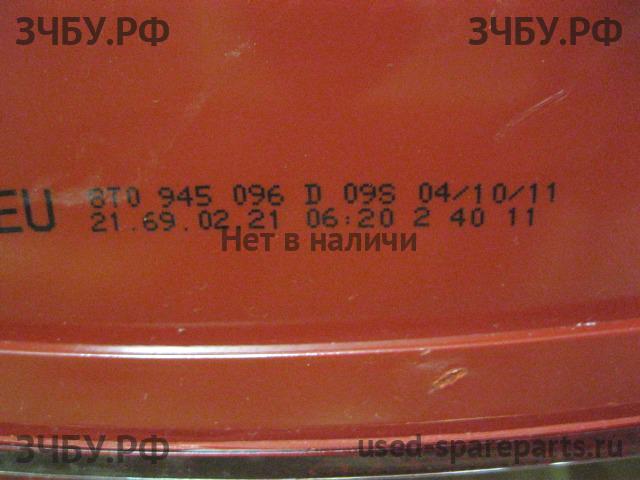 ЗЧБУ.РФ ЗЧБУ.РФ
EU 8T0 945 096 D 09S 04/10/11
21.69.02.21 06:20 2 40 11
Нет в наличи
ЗЧБУ.РФ used-spareparts.ru